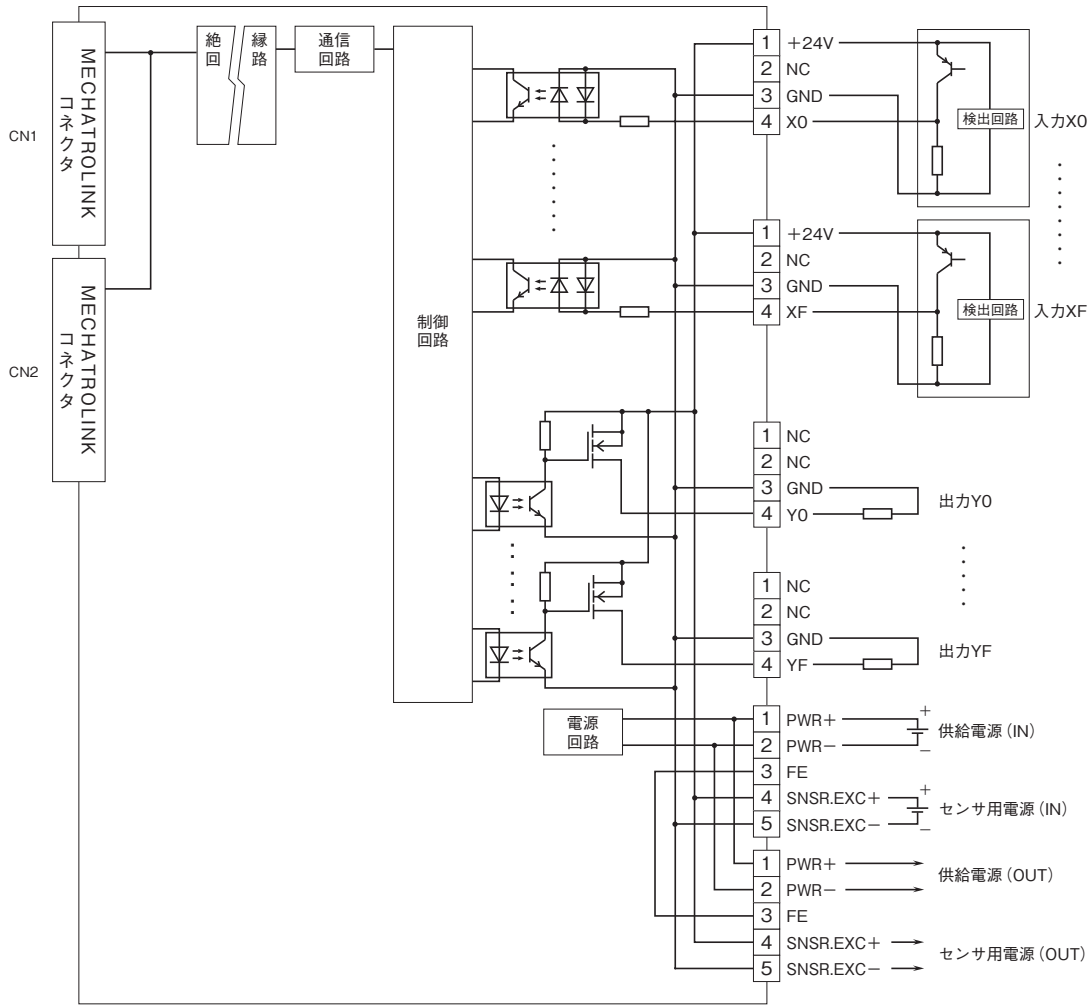 CN1
MECHATROLINK
コネクタ
CN2
MECHATROLINK
コネクタ
絶縁
回路
通信
回路
制御
回路
電源
回路
1 +24V
2 NC
3 GND
4 X0
検出回路
入力X0
1 +24V
2 NC
3 GND
4 XF
検出回路
入力XF
1 NC
2 NC
3 GND
4 Y0
出力Y0
1 NC
2 NC
3 GND
4 YF
出力YF
1 PWR+
2 PWR−
3 FE
4 SNSR.EXC+
5 SNSR.EXC−
+
−
供給電源(IN)
+
−
センサ用電源(IN)
1 PWR+
2 PWR−
3 FE
4 SNSR.EXC+
5 SNSR.EXC−
供給電源(OUT)
センサ用電源(OUT)